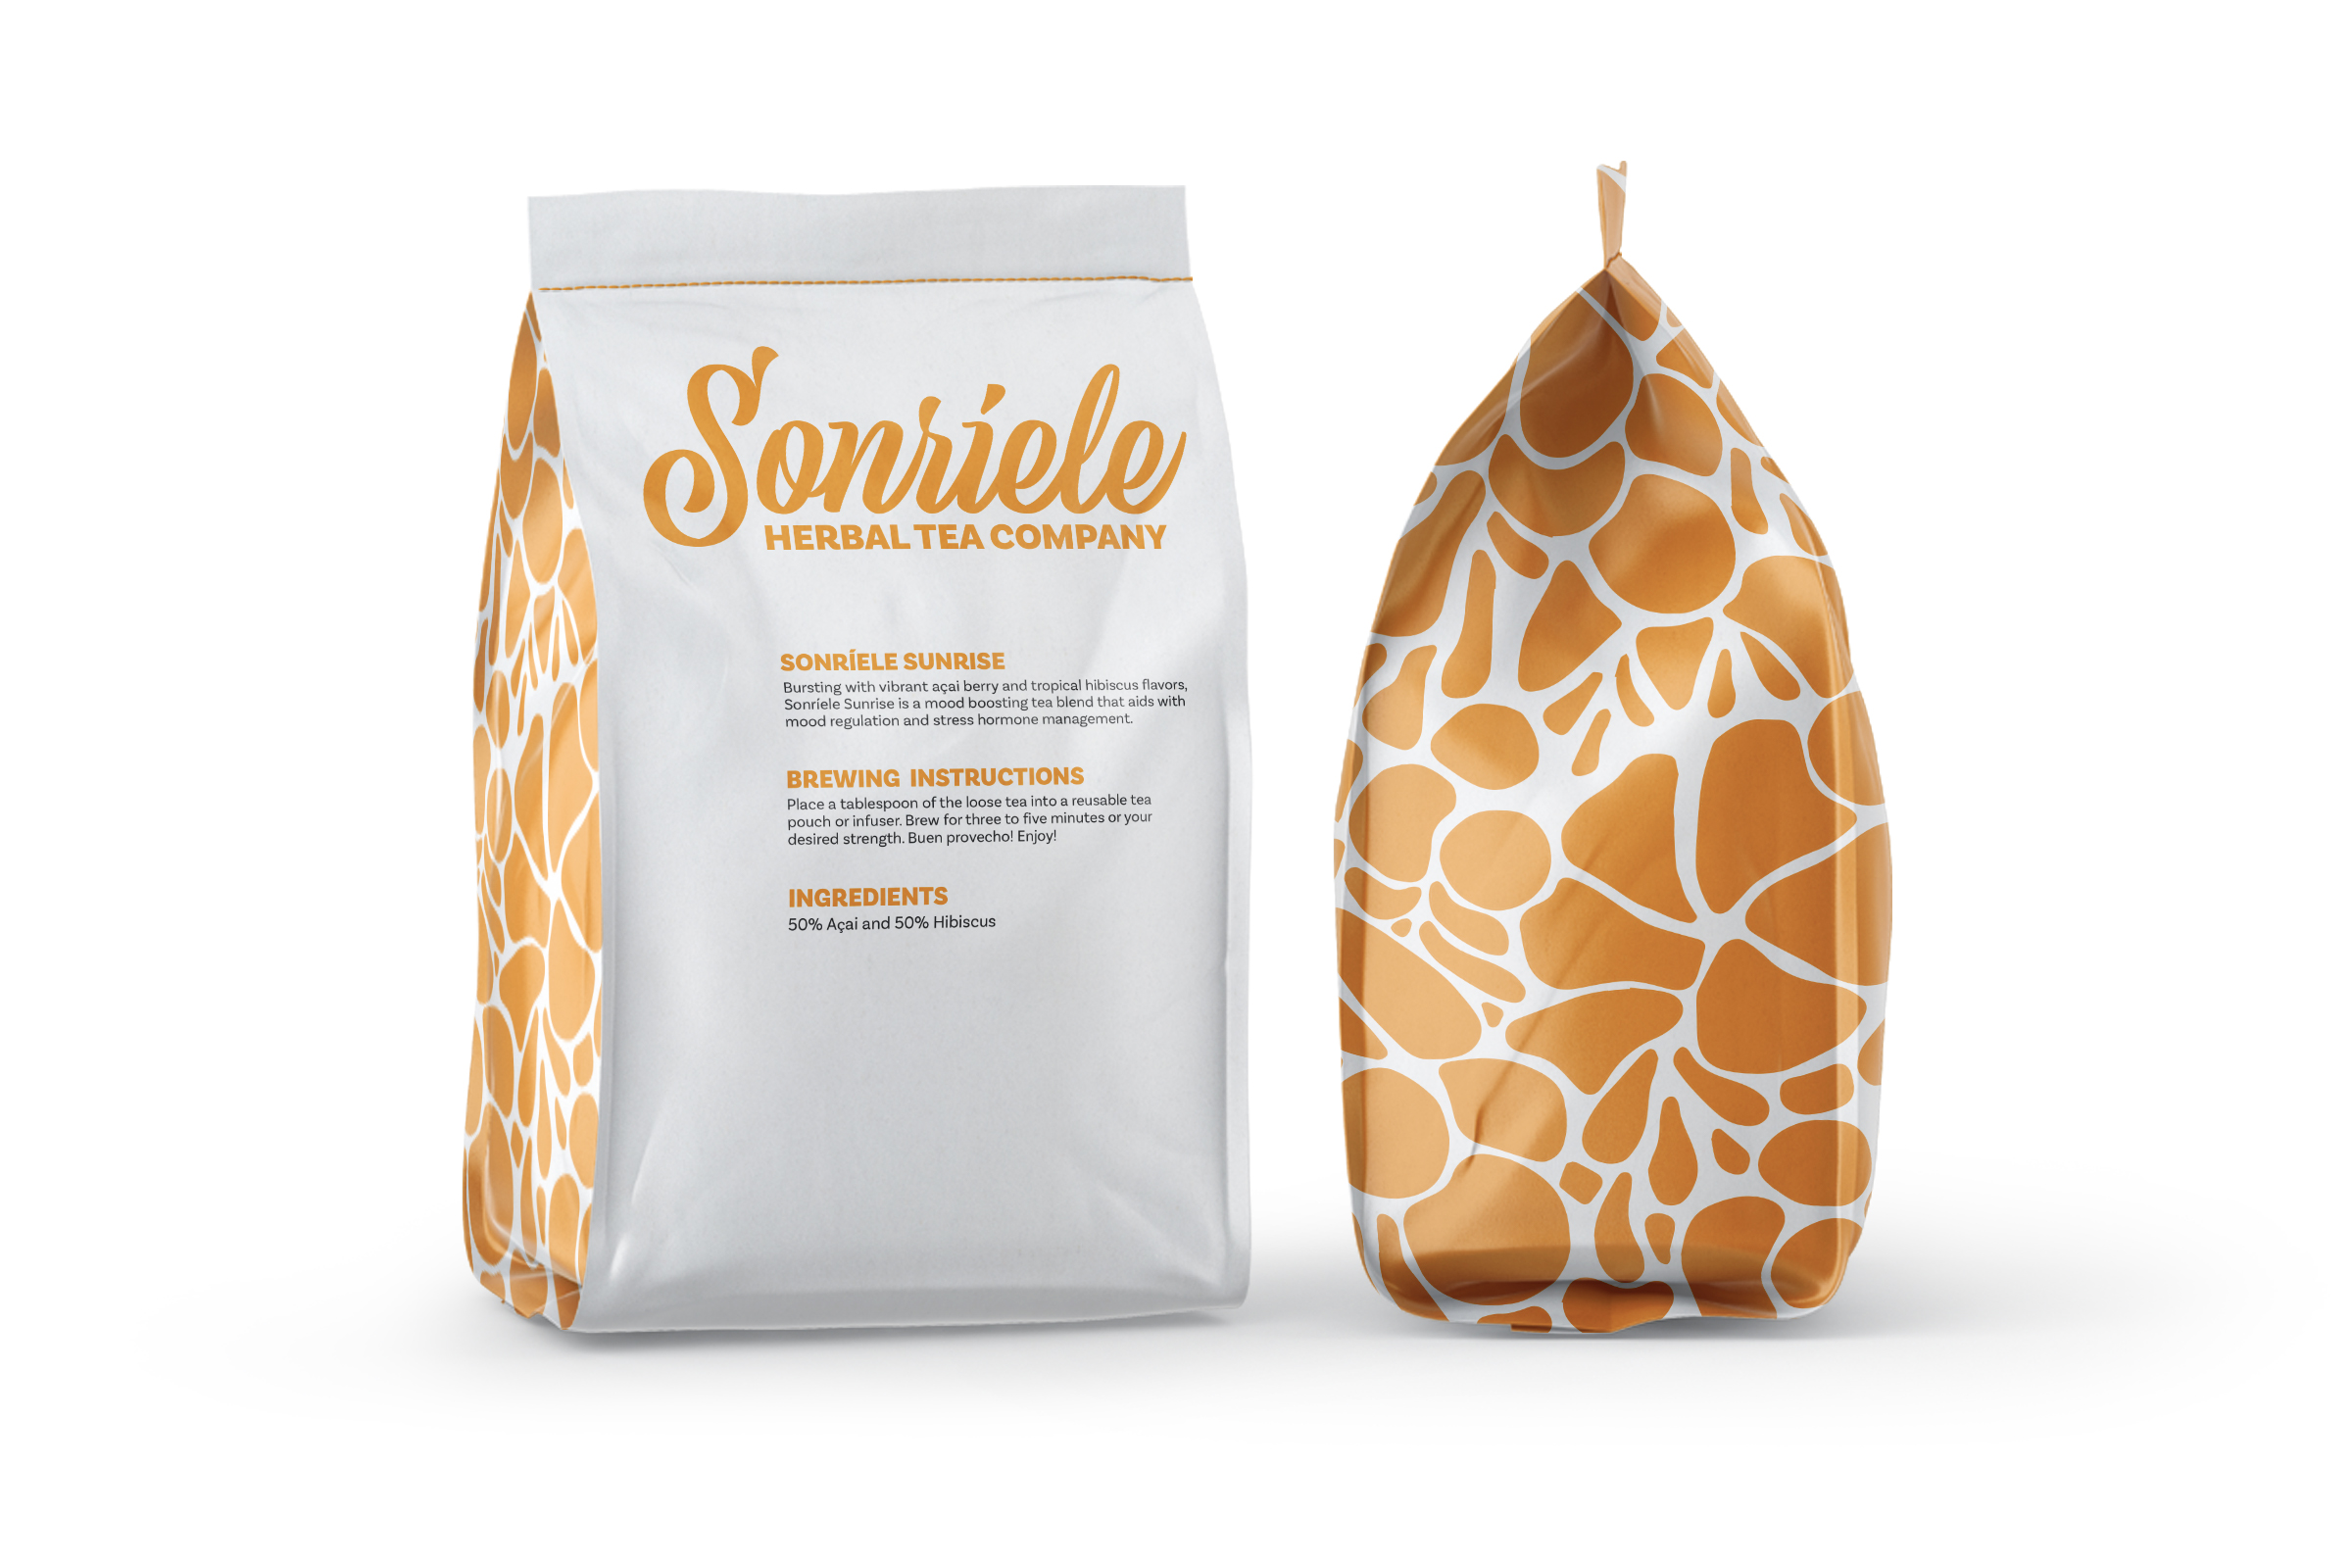 Sonríele
HERBAL TEA COMPANY
SONRÍELE SUNRISE
Bursting with vibrant açai berry and tropical hibiscus flavors,
Sonríele Sunrise is a mood boosting tea blend that aids with
mood regulation and stress hormone management.
BREWING INSTRUCTIONS
Place a tablespoon of the loose tea into a reusable tea
pouch or infuser. Brew for three to five minutes or your
desired strength. Buen provecho! Enjoy!
INGREDIENTS
50% Açai and 50% Hibiscus